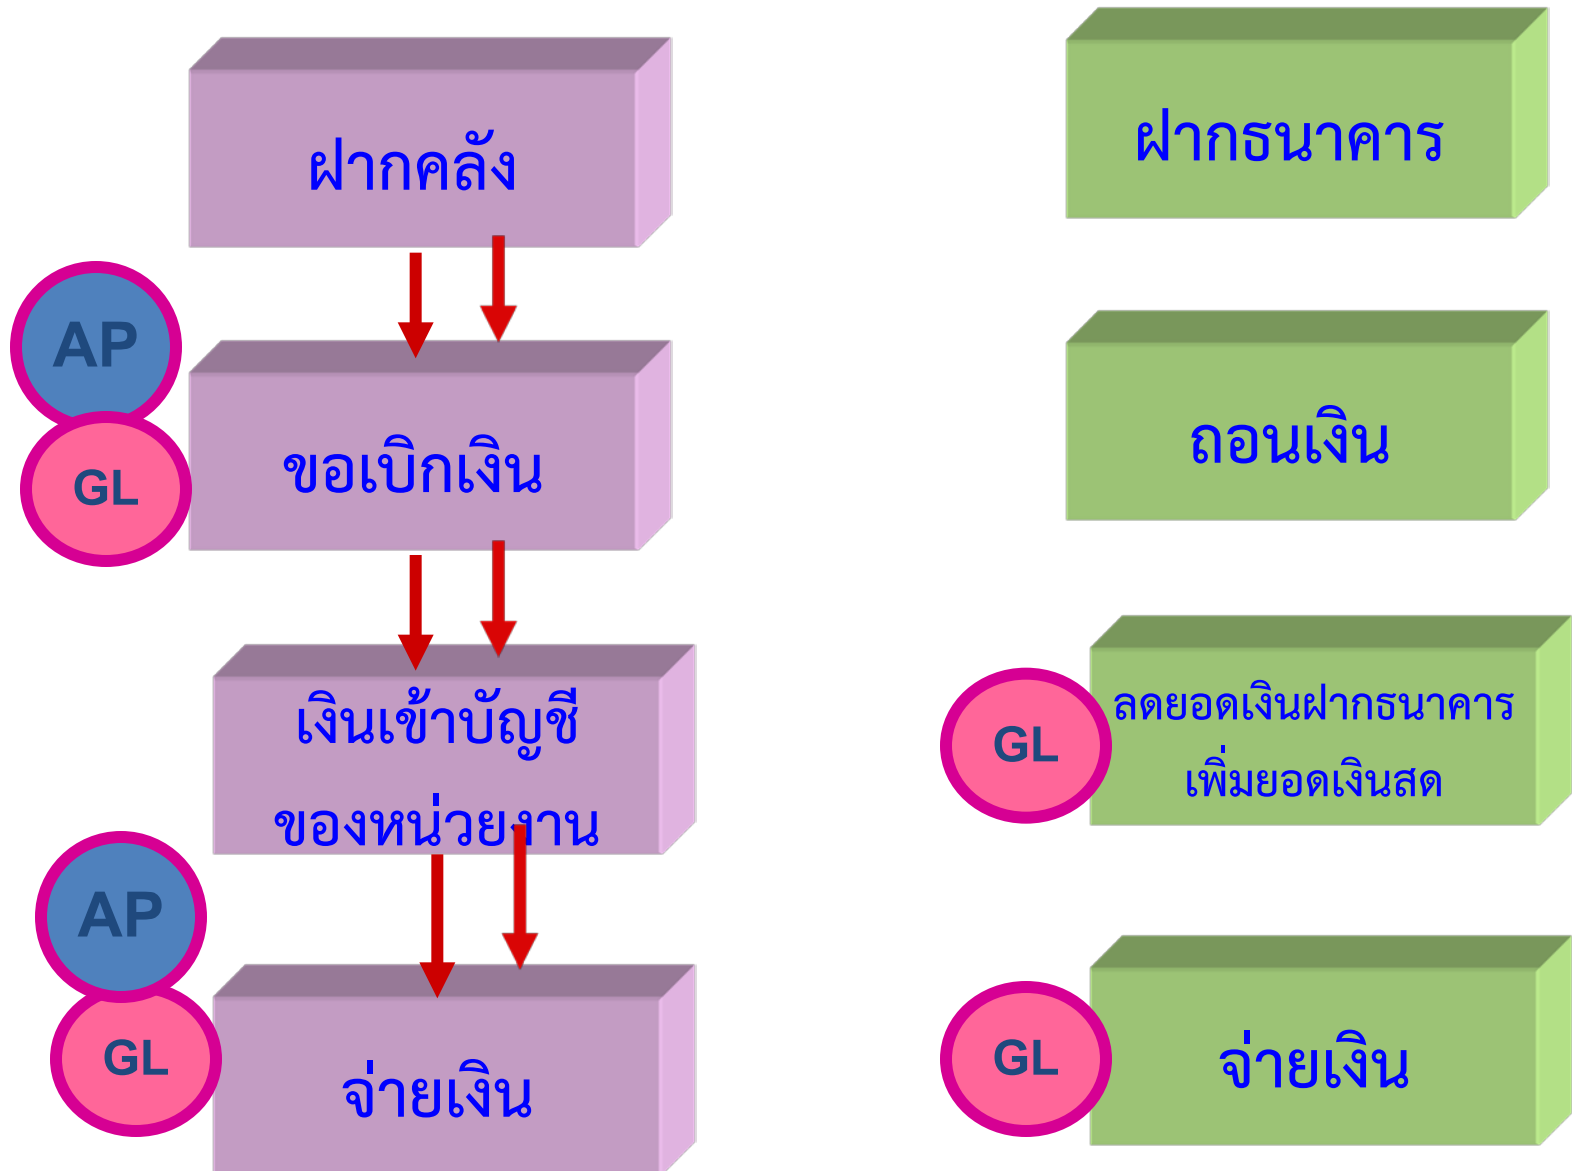 ฝากคลัง
AP
GL
ขอเบิกเงิน
เงินเข้าบัญชี
ของหน่วยงาน
AP
GL
จ่ายเงิน
ฝากธนาคาร
ถอนเงิน
GL
ลดยอดเงินฝากธนาคาร
เพิ่มยอดเงินสด
GL
จ่ายเงิน